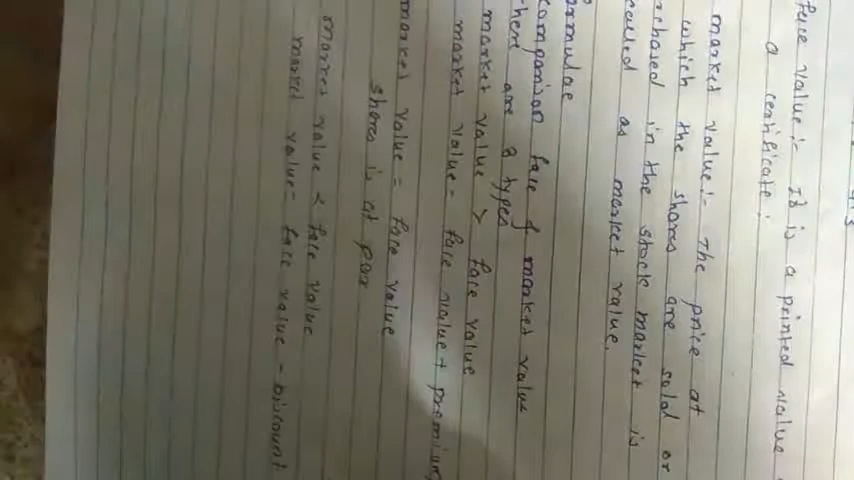 face value :- It is a printed value
a certificate :
market value :- The price at
which the shares are sold or
rchased in the stock market is
called as market value.
ormulae
comparison face & market value
here are 3 types
market value > face value
market value = face value + premium
market value = face value
shares is at par
market value < face value
market value = face value - Discount